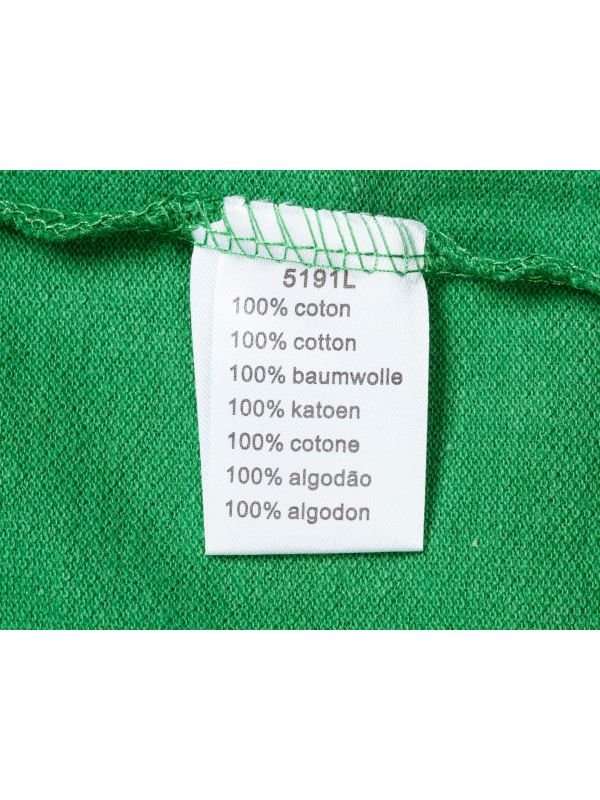 5191L
100% coton
100% cotton
100% baumwolle
100% katoen
100% cotone
100% algodão
100% algodon